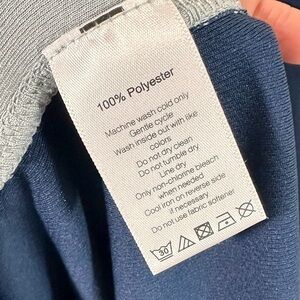 100% Polyester
Machine wash cold only
Gentle cycle
Wash inside out with like
colors
Do not dry clean
Do not tumble dry
Line dry
Only non-chlorine bleach
when needed
Cool iron on reverse side
if necessary
Do not use fabric softener
30